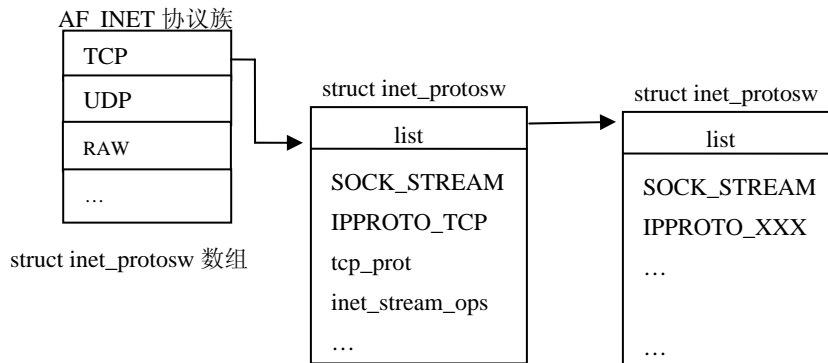 AF_INET 协议族
TCP
UDP
RAW
…
struct inet_protosw 数组
struct inet_protosw
list
SOCK_STREAM
IPPROTO_TCP
tcp_prot
inet_stream_ops
…
struct inet_protosw
list
SOCK_STREAM
IPPROTO_XXX
…
…